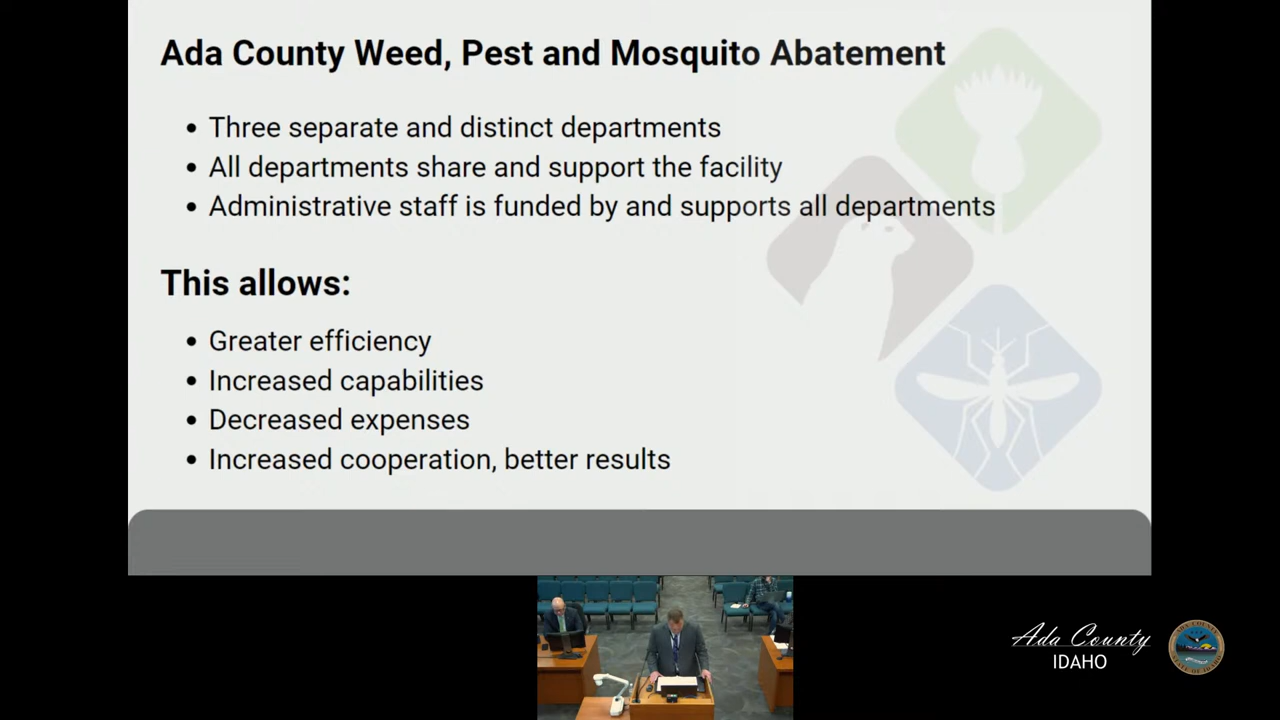 Ada County Weed, Pest and Mosquito Abatement
• Three separate and distinct departments
• All departments share and support the facility
• Administrative staff is funded by and supports all departments
This allows:
• Greater efficiency
• Increased capabilities
• Decreased expenses
• Increased cooperation, better results
Ada County
IDAHO